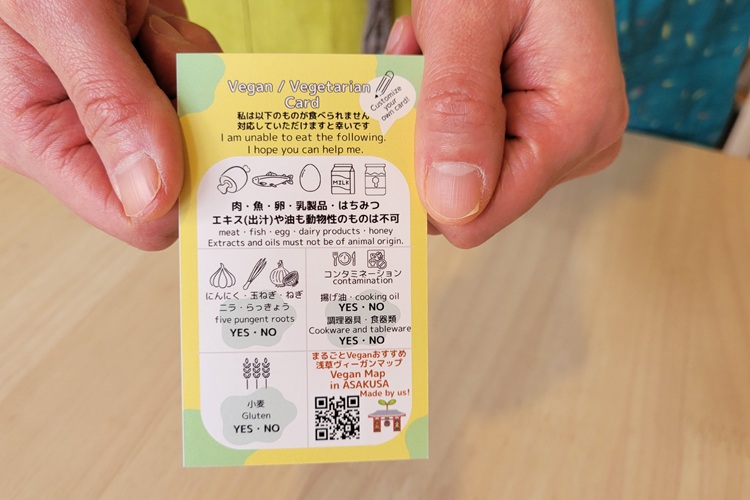 Vegan / Vegetarian
Card
Customize
your
own card!
私は以下のものが食べられません
対応していただけますと幸いです
I am unable to eat the following.
I hope you can help me.
MILK
肉・魚・卵・乳製品・はちみつ
エキス(出汁)や油も動物性のものは不可
meat・fish・egg・dairy products・honey
Extracts and oils must not be of animal origin.
にんにく・玉ねぎ・ねぎ
ニラ・らっきょう
five pungent roots
YES・NO
コンタミネーション
contamination
揚げ油・cooking oil
YES・NO
調理器具・食器類
Cookware and tableware
YES・NO
小麦
Gluten
YES・NO
まるごとVeganおすすめ
浅草ヴィーガンマップ
Vegan Map
in ASAKUSA
Made by us!